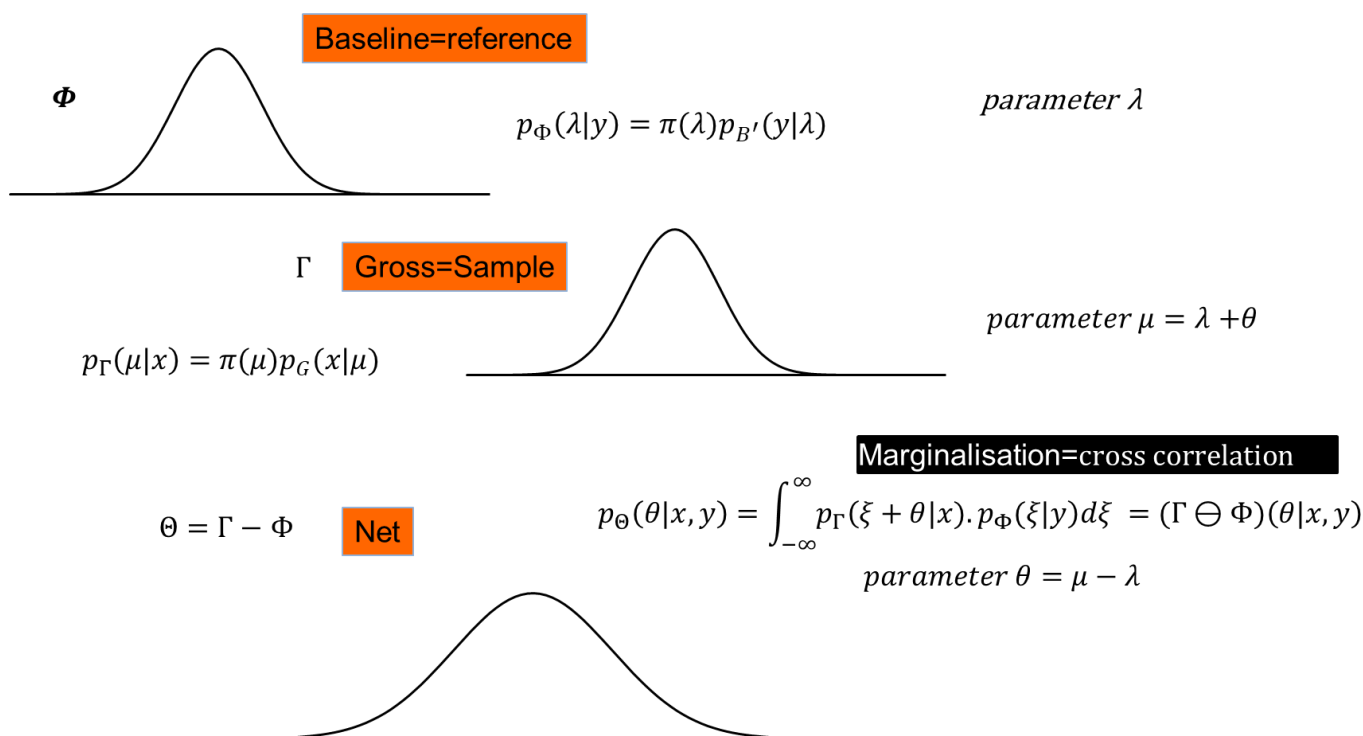 Baseline=reference
𝜱
parameter λ
p_Φ(λ|y) = π(λ)p_B′(y|λ)
Γ
Gross=Sample
parameter μ = λ +θ
p_Γ(μ|x) = π(μ)p_G(x|μ)
Marginalisation=cross correlation
Θ = Γ − Φ
Net
p_Θ(θ|x, y) = ∫_{−∞}^{∞} p_Γ(ξ + θ|x). p_Φ(ξ|y)dξ = (Γ ⊖ Φ)(θ|x, y)
parameter θ = μ − λ